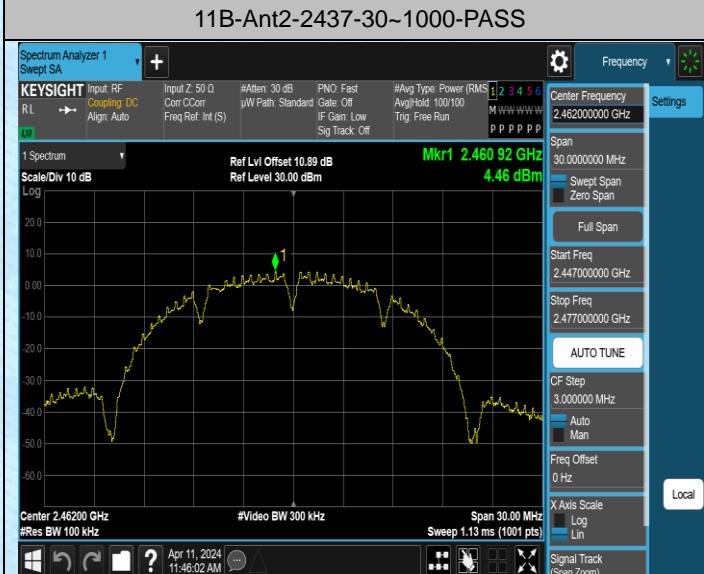 11B-Ant2-2437-30~1000-PASS
Spectrum Analyzer 1
Swept SA
Frequency
KEYSIGHT
RL
LXI
Input: RF
Coupling: DC
Align: Auto
Input Z: 50 Ω
Corr CCorr
Freq Ref: Int (S)
#Atten: 30 dB
µW Path: Standard
PNO: Fast
Gate: Off
IF Gain: Low
Sig Track: Off
#Avg Type: Power (RMS
Avg|Hold: 100/100
Trig: Free Run
1 2 3 4 5 6
M W W W W W
P P P P P P
1 Spectrum
Scale/Div 10 dB
Ref Lvl Offset 10.89 dB
Ref Level 30.00 dBm
Mkr1 2.460 92 GHz
4.46 dBm
Log
20.0
10.0
0.00
-10.0
-20.0
-30.0
-40.0
-50.0
-60.0
1
Center 2.46200 GHz
#Res BW 100 kHz
#Video BW 300 kHz
Span 30.00 MHz
Sweep 1.13 ms (1001 pts)
Apr 11, 2024
11:46:02 AM
Center Frequency
2.462000000 GHz
Span
30.0000000 MHz
Swept Span
Zero Span
Full Span
Start Freq
2.447000000 GHz
Stop Freq
2.477000000 GHz
AUTO TUNE
CF Step
3.000000 MHz
Auto
Man
Freq Offset
0 Hz
X Axis Scale
Log
Lin
Signal Track
(Span Zoom)
Settings
Local